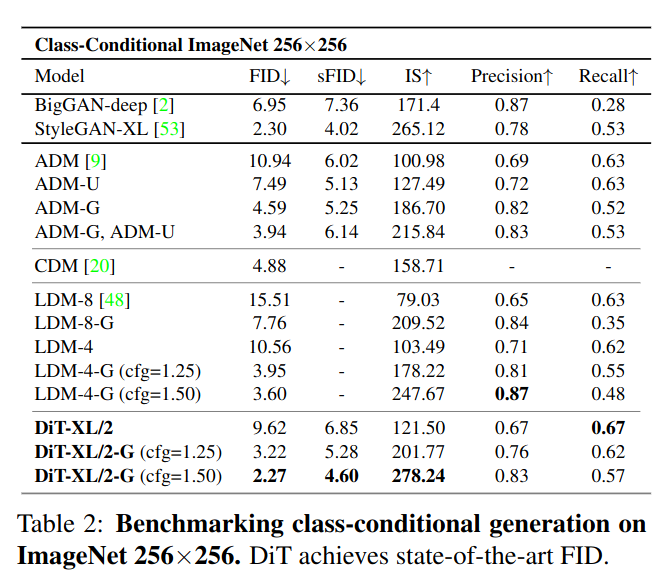 Class-Conditional ImageNet 256×256
Model FID↓ sFID↓ IS↑ Precision↑ Recall↑
BigGAN-deep [2] 6.95 7.36 171.4 0.87 0.28
StyleGAN-XL [53] 2.30 4.02 265.12 0.78 0.53
ADM [9] 10.94 6.02 100.98 0.69 0.63
ADM-U 7.49 5.13 127.49 0.72 0.63
ADM-G 4.59 5.25 186.70 0.82 0.52
ADM-G, ADM-U 3.94 6.14 215.84 0.83 0.53
CDM [20] 4.88 - 158.71 - -
LDM-8 [48] 15.51 - 79.03 0.65 0.63
LDM-8-G 7.76 - 209.52 0.84 0.35
LDM-4 10.56 - 103.49 0.71 0.62
LDM-4-G (cfg=1.25) 3.95 - 178.22 0.81 0.55
LDM-4-G (cfg=1.50) 3.60 - 247.67 0.87 0.48
DiT-XL/2 9.62 6.85 121.50 0.67 0.67
DiT-XL/2-G (cfg=1.25) 3.22 5.28 201.77 0.76 0.62
DiT-XL/2-G (cfg=1.50) 2.27 4.60 278.24 0.83 0.57
Table 2: Benchmarking class-conditional generation on
ImageNet 256×256. DiT achieves state-of-the-art FID.